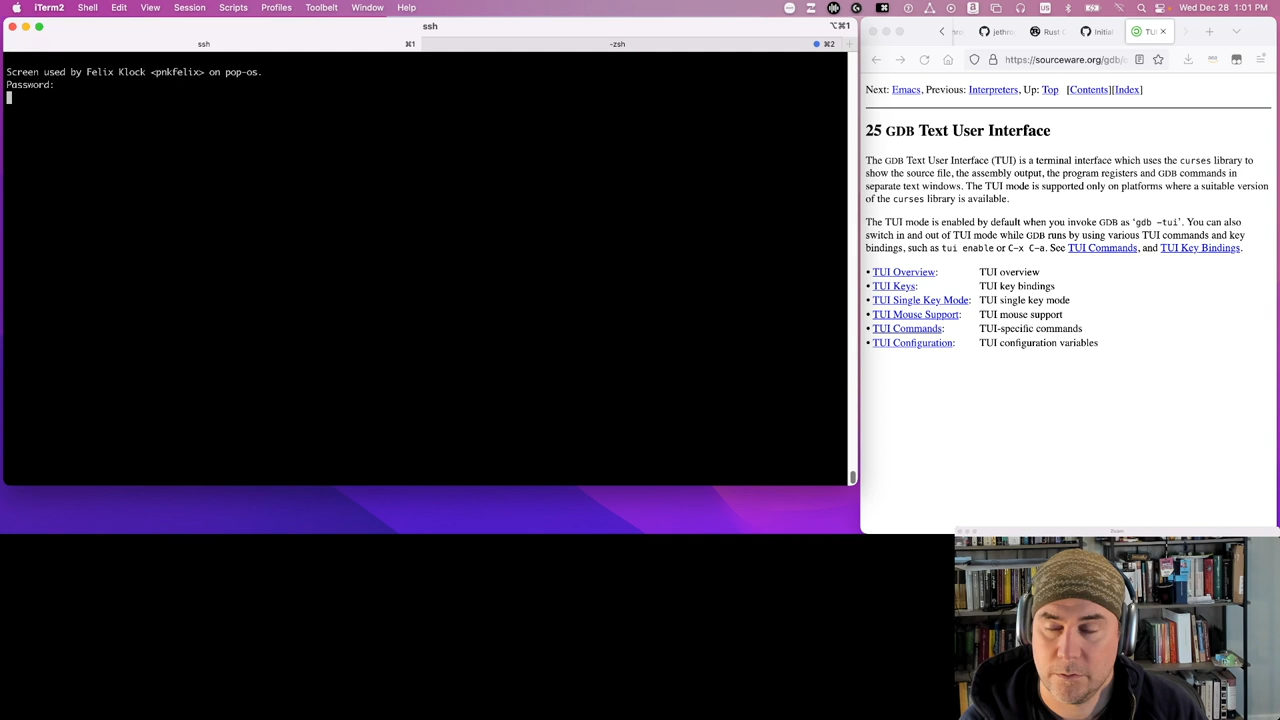 iTerm2 Shell Edit View Session Scripts Profiles Toolbelt Window Help
Wed Dec 28 1:01 PM
ssh
⌥⌘1
ssh ⌘1
-zsh ⌘2
Screen used by Felix Klock <pnkfelix> on pop-os.
Password:
jethro
Rust C
Initial
TUI
https://sourceware.org/gdb/o
Next: Emacs, Previous: Interpreters, Up: Top [Contents][Index]
25 GDB Text User Interface
The GDB Text User Interface (TUI) is a terminal interface which uses the curses library to
show the source file, the assembly output, the program registers and GDB commands in
separate text windows. The TUI mode is supported only on platforms where a suitable version
of the curses library is available.
The TUI mode is enabled by default when you invoke GDB as ‘gdb -tui’. You can also
switch in and out of TUI mode while GDB runs by using various TUI commands and key
bindings, such as tui enable or C-x C-a. See TUI Commands, and TUI Key Bindings.
• TUI Overview: TUI overview
• TUI Keys: TUI key bindings
• TUI Single Key Mode: TUI single key mode
• TUI Mouse Support: TUI mouse support
• TUI Commands: TUI-specific commands
• TUI Configuration: TUI configuration variables